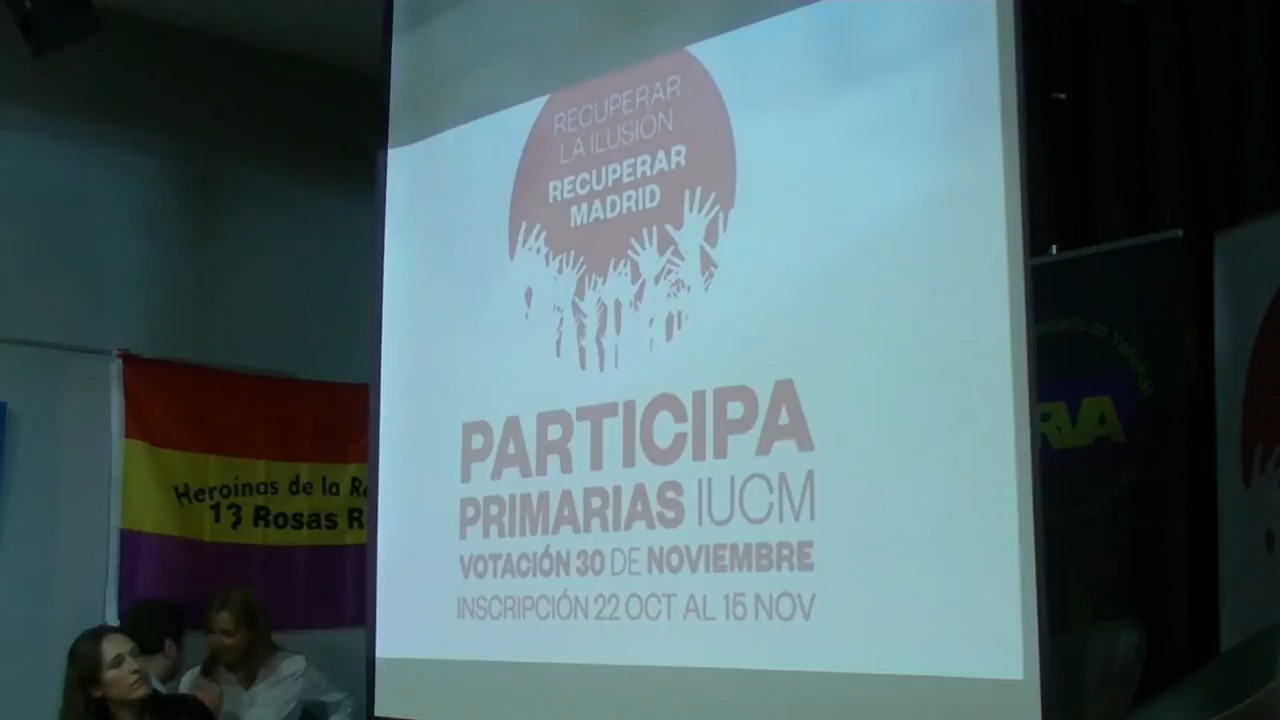 RECUPERAR
LA ILUSIÓN
RECUPERAR
MADRID
PARTICIPA
PRIMARIAS IUCM
VOTACIÓN 30 DE NOVIEMBRE
INSCRIPCIÓN 22 OCT AL 15 NOV
Heroínas de la
13 Rosas